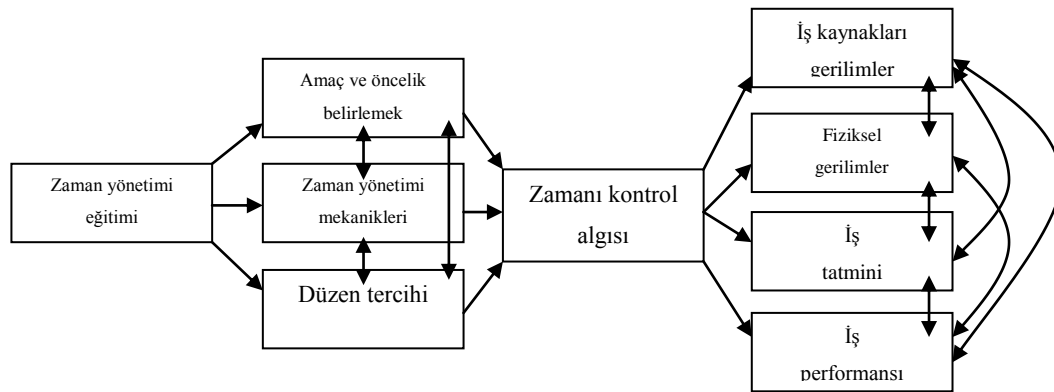 Zaman yönetimi
eğitimi
Amaç ve öncelik
belirlemek
Zaman yönetimi
mekanikleri
Düzen tercihi
Zamanı kontrol
algısı
İş kaynakları
gerilimler
Fiziksel
gerilimler
İş
tatmini
İş
performansı